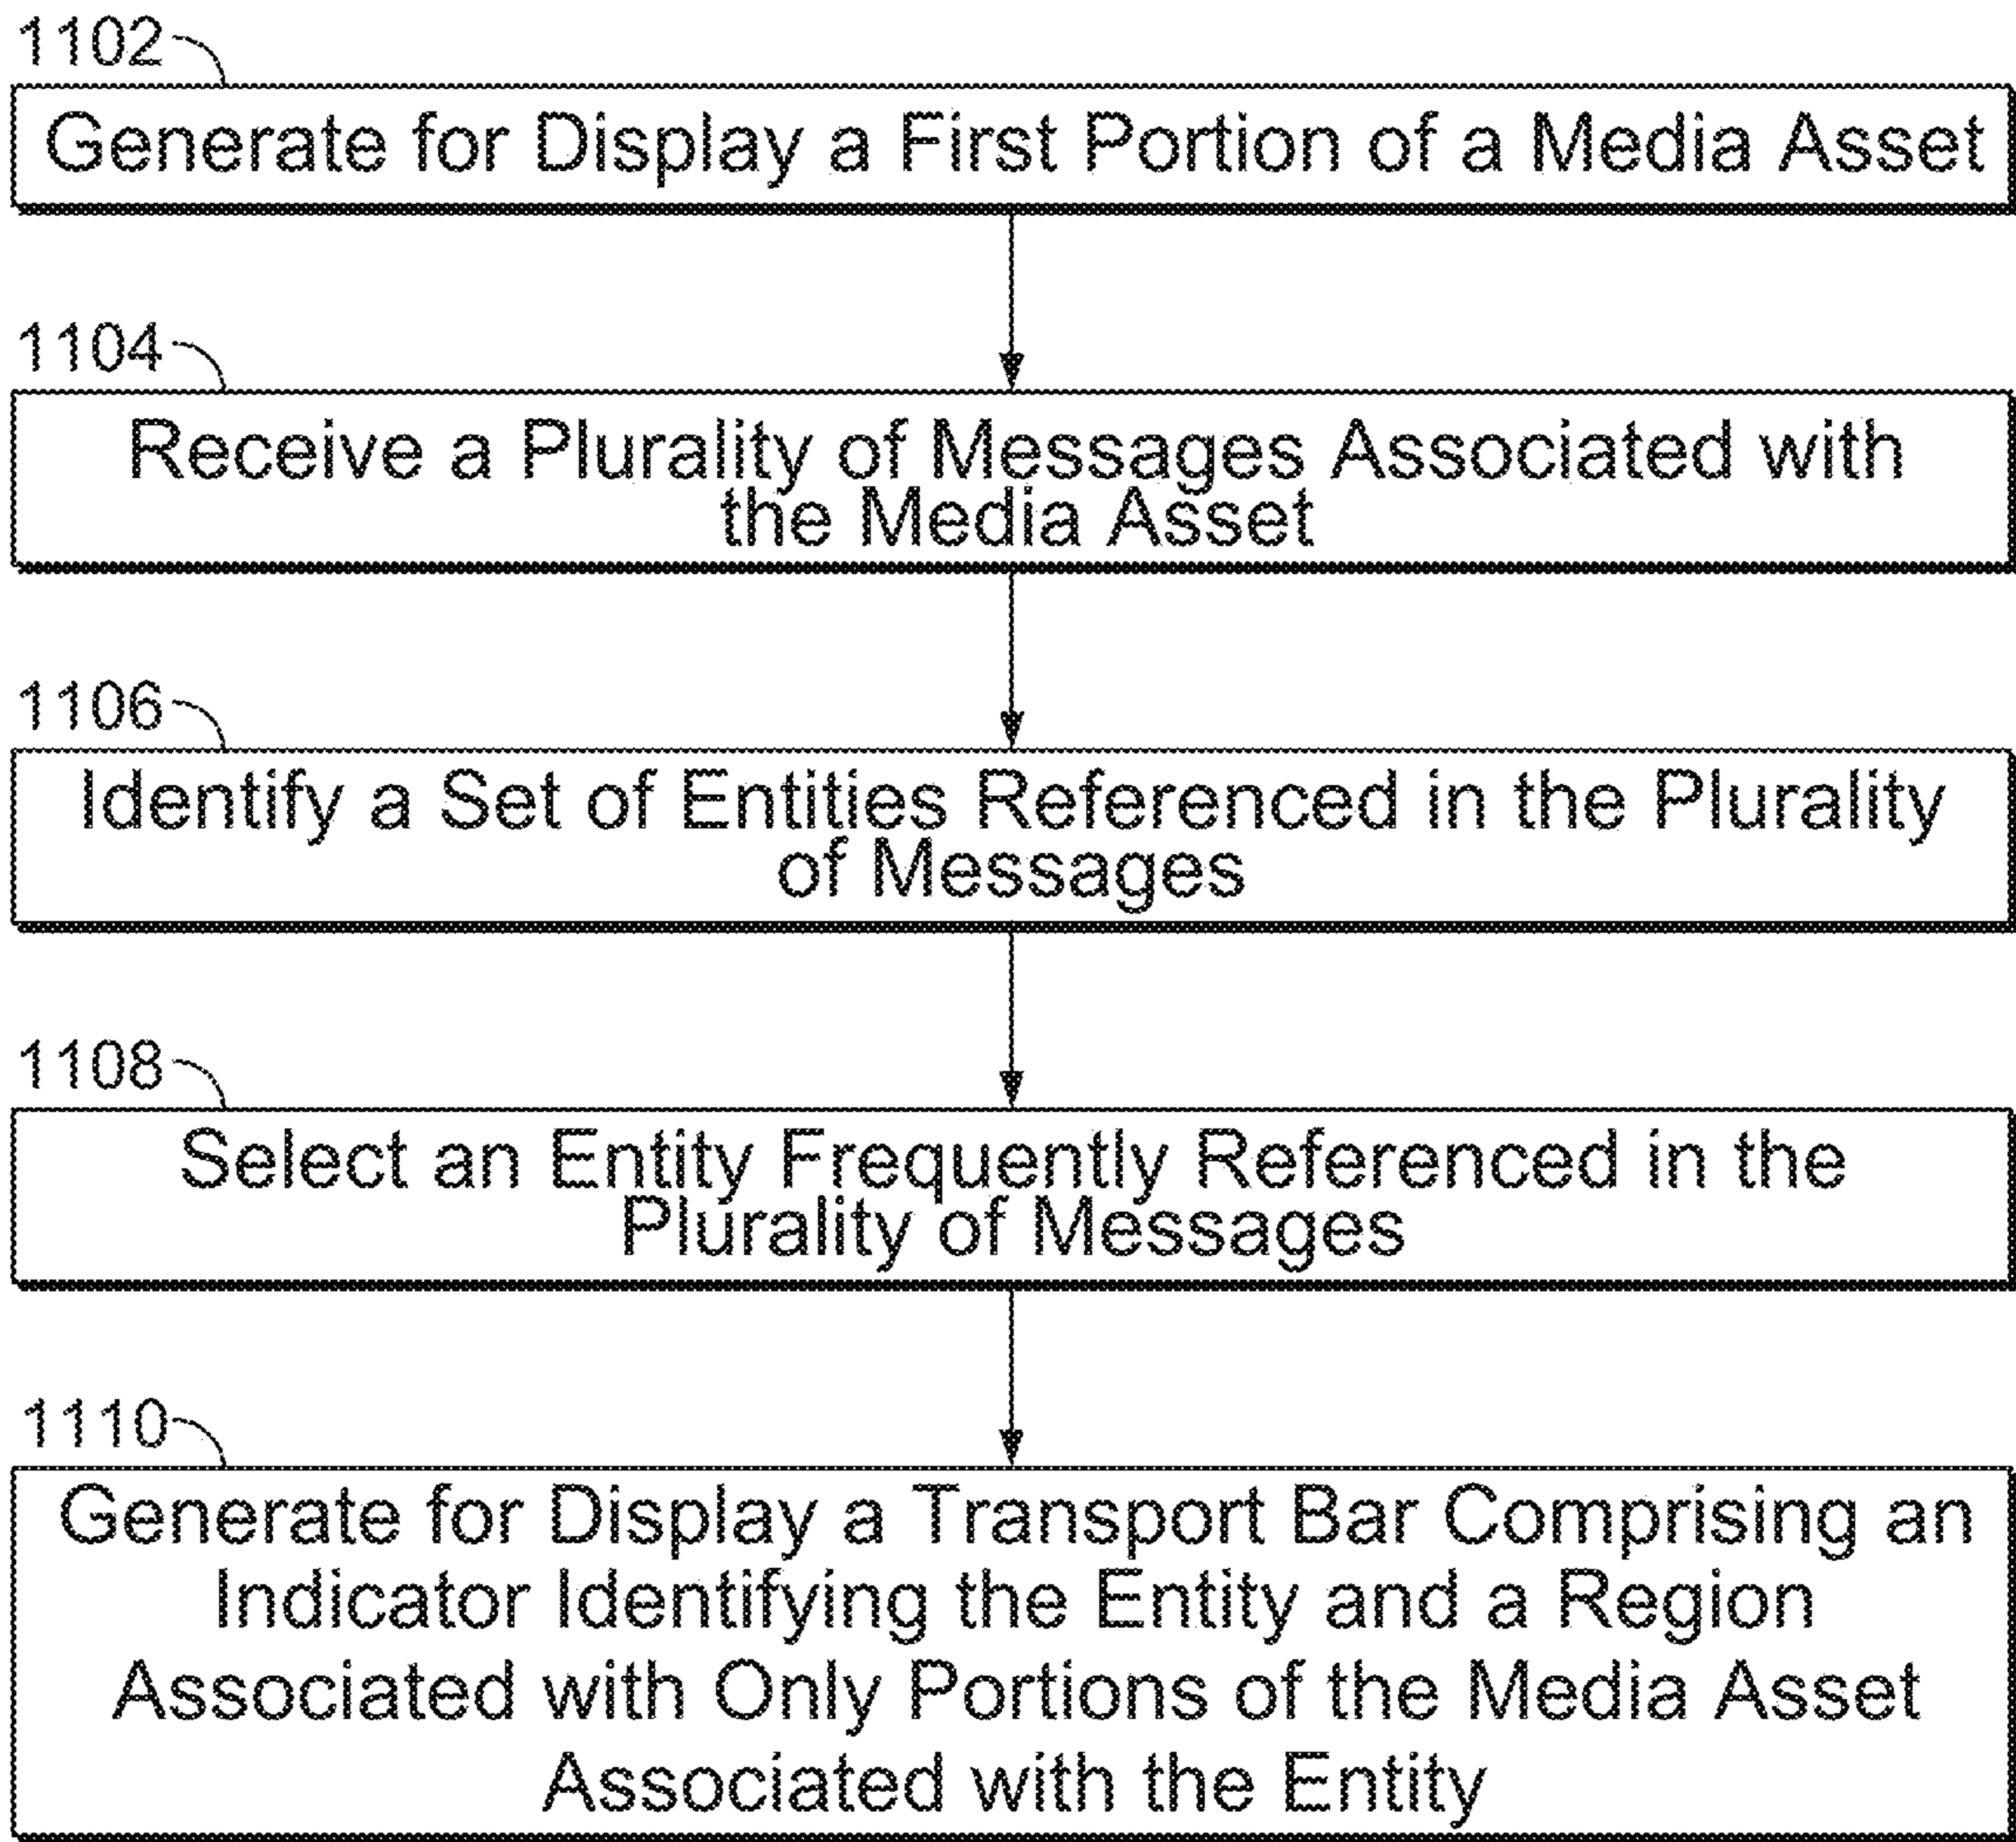 1102
Generate for Display a First Portion of a Media Asset
1104
Receive a Plurality of Messages Associated with
the Media Asset
1106
Identify a Set of Entities Referenced in the Plurality
of Messages
1108
Select an Entity Frequently Referenced in the
Plurality of Messages
1110
Generate for Display a Transport Bar Comprising an
Indicator Identifying the Entity and a Region
Associated with Only Portions of the Media Asset
Associated with the Entity